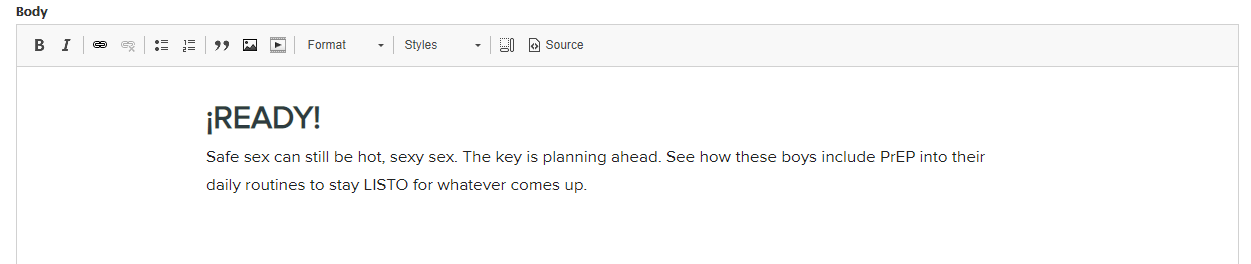 Body
B I Format Styles Source
¡READY!
Safe sex can still be hot, sexy sex. The key is planning ahead. See how these boys include PrEP into their
daily routines to stay LISTO for whatever comes up.